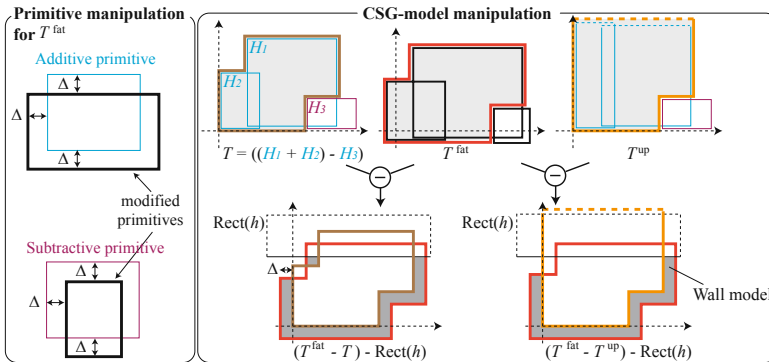 Primitive manipulation
for T fat
Additive primitive
Δ
Δ
Δ
modified
primitives
Subtractive primitive
Δ
Δ
Δ
CSG-model manipulation
H1
H2
H3
T = ((H1 + H2) - H3)
T fat
T up
−
−
Rect(h)
Rect(h)
Δ
Wall model
(T fat - T ) - Rect(h)
(T fat - T up) - Rect(h)